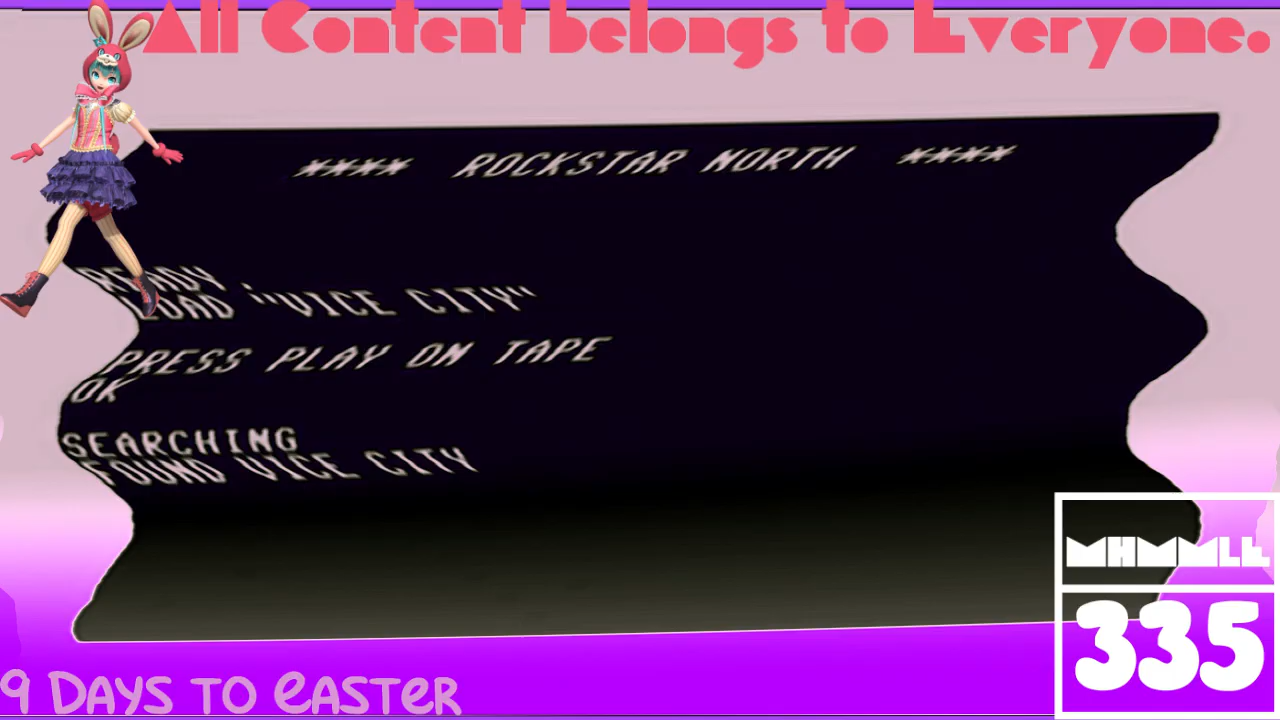 All Content belongs to Everyone.
**** ROCKSTAR NORTH ****
READY
LOAD "VICE CITY"
PRESS PLAY ON TAPE
OK
SEARCHING
FOUND VICE CITY
MHMMLE
335
9 DAYS TO EASTER